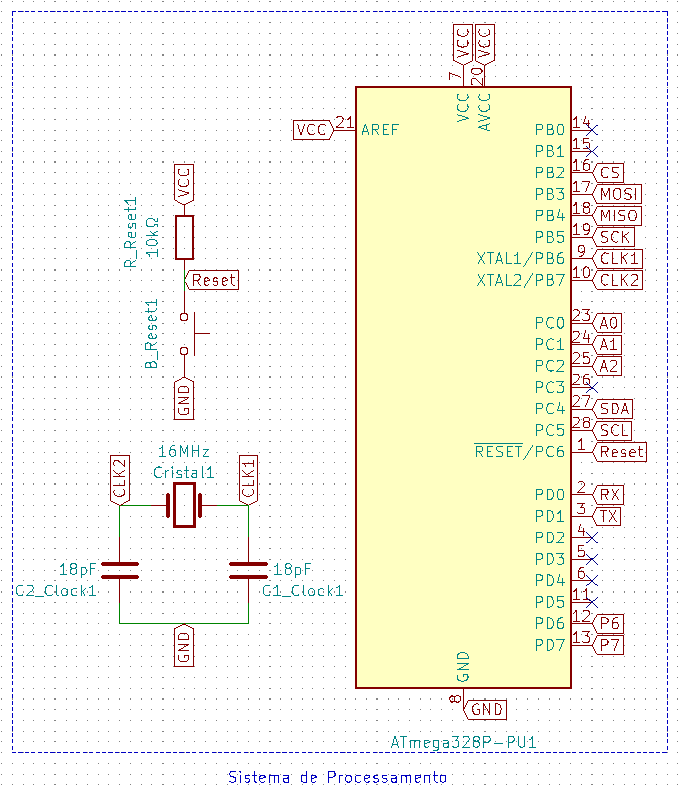 VCC
VCC
7
20
VCC
21
AREF
VCC
AVCC
PB0
14
PB1
15
PB2
16
CS
PB3
17
MOSI
PB4
18
MISO
PB5
19
SCK
XTAL1/PB6
9
CLK1
XTAL2/PB7
10
CLK2
PC0
23
A0
PC1
24
A1
PC2
25
A2
PC3
26
PC4
27
SDA
PC5
28
SCL
RESET/PC6
1
Reset
PD0
2
RX
PD1
3
TX
PD2
4
PD3
5
PD4
6
PD5
11
PD6
12
P6
PD7
13
P7
GND
8
GND
ATmega328P-PU1
VCC
R_Reset1
10kΩ
Reset
B_Reset1
GND
16MHz
Cristal1
CLK2
CLK1
18pF
C2_Clock1
18pF
C1_Clock1
GND
Sistema de Processamento